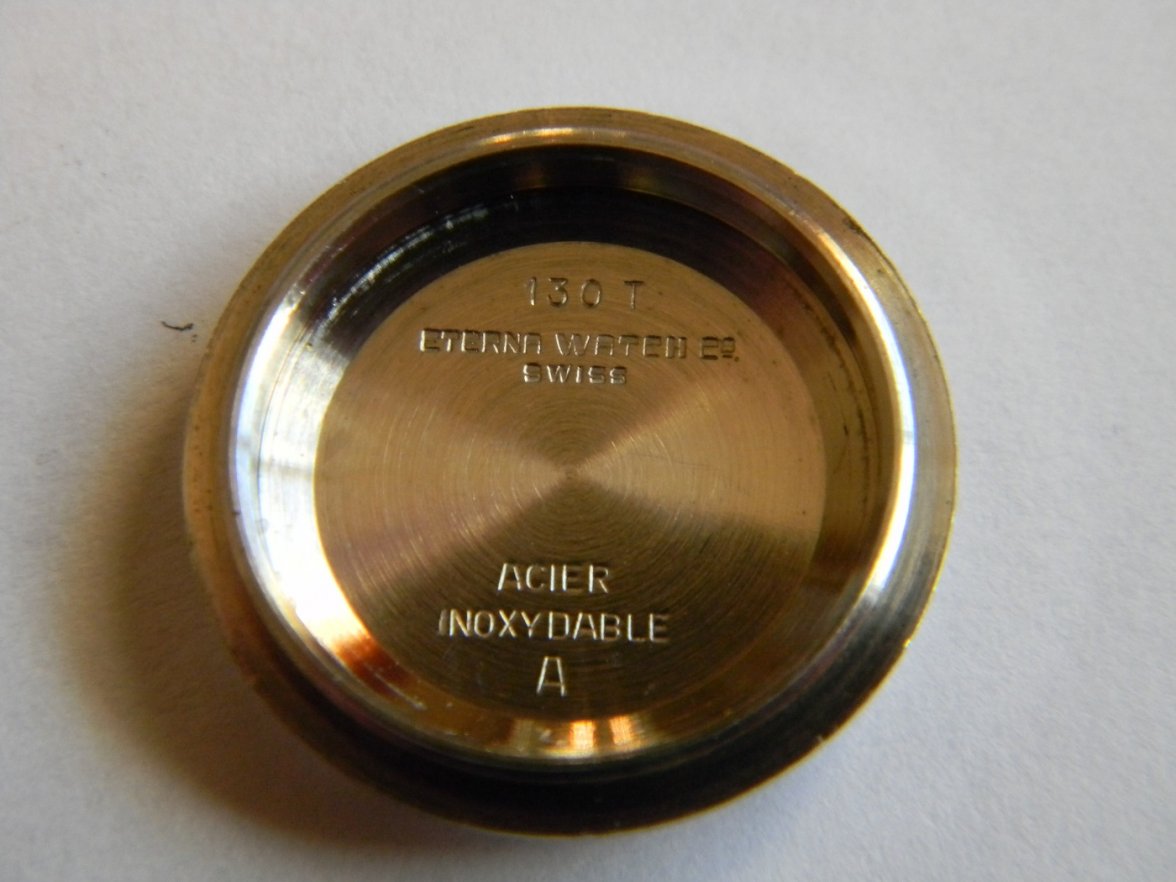 130 T
ETERNA WATCH Cº.
SWISS
ACIER
INOXYDABLE
A